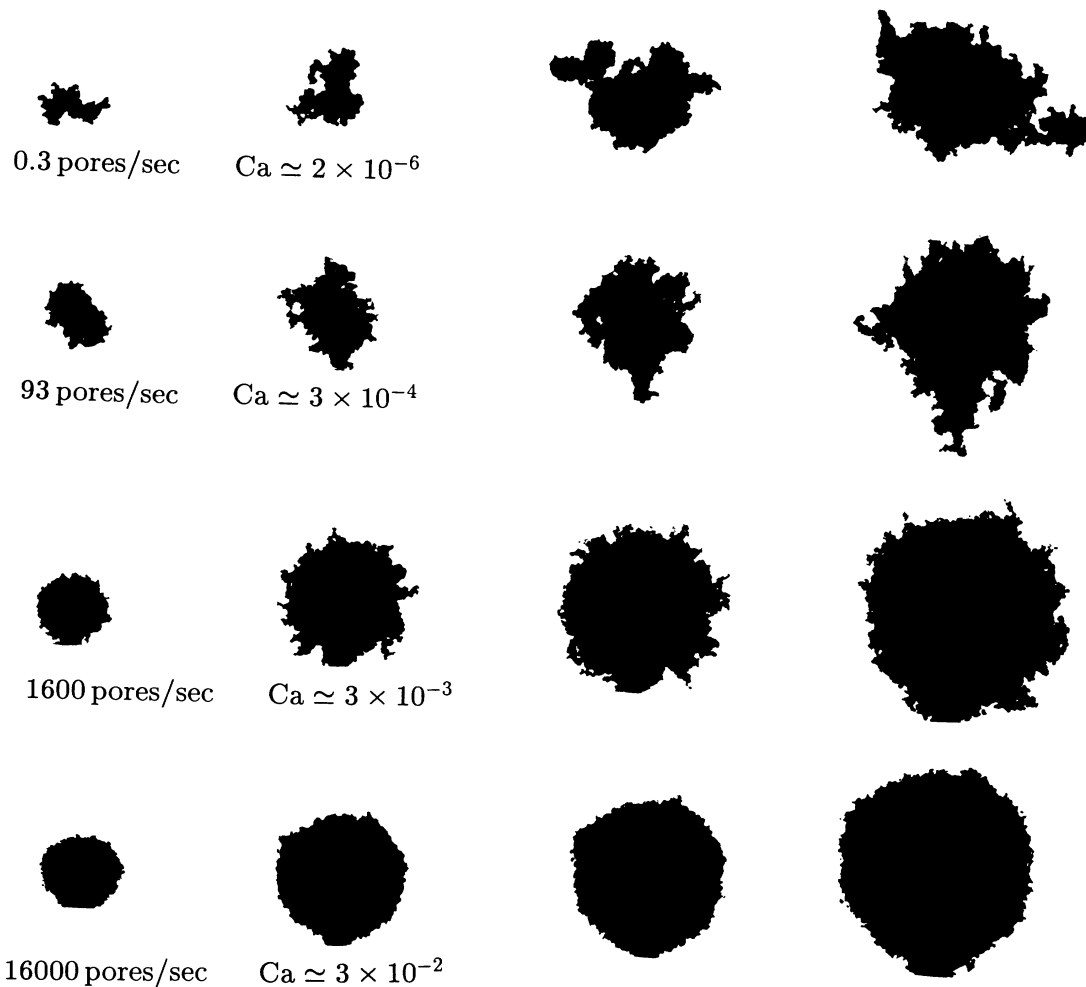 0.3 pores/sec Ca ≃ 2 × 10⁻⁶
93 pores/sec Ca ≃ 3 × 10⁻⁴
1600 pores/sec Ca ≃ 3 × 10⁻³
16000 pores/sec Ca ≃ 3 × 10⁻²